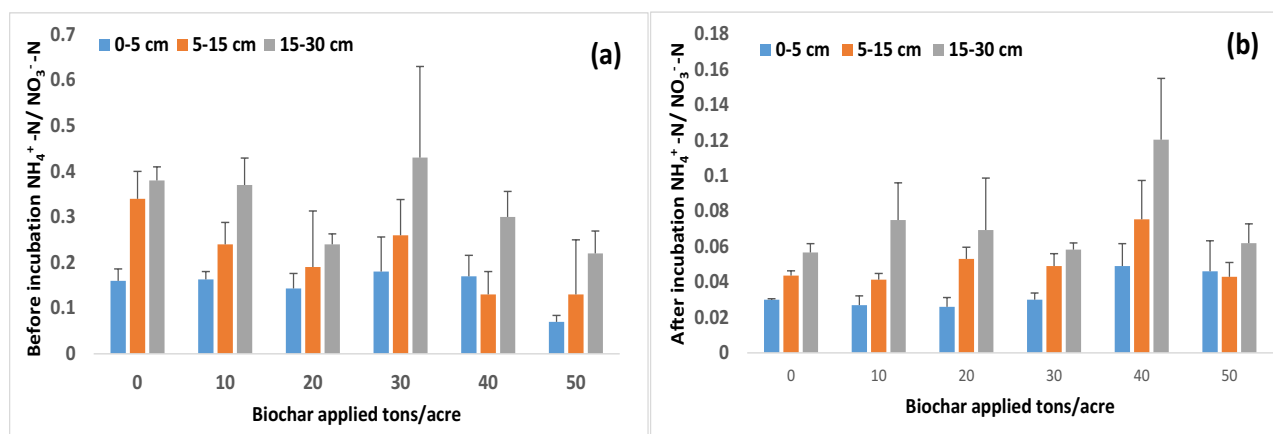 0.7
0.6
0.5
0.4
0.3
0.2
0.1
0
Before incubation NH₄⁺ -N/ NO₃⁻ -N
0-5 cm 5-15 cm 15-30 cm
(a)
0 10 20 30 40 50
Biochar applied tons/acre
0.18
0.16
0.14
0.12
0.1
0.08
0.06
0.04
0.02
0
After incubation NH₄⁺ -N/ NO₃⁻ -N
0-5 cm 5-15 cm 15-30 cm
(b)
0 10 20 30 40 50
Biochar applied tons/acre